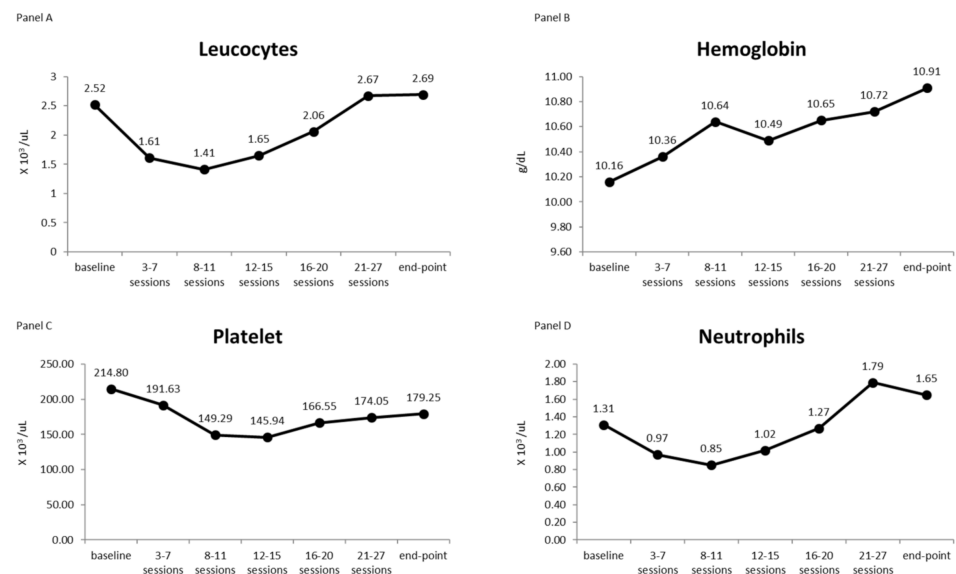 Panel A
Leucocytes
X 10³ /uL
3
2.5
2
1.5
1
0.5
0
2.52
1.61
1.41
1.65
2.06
2.67
2.69
baseline
3-7
sessions
8-11
sessions
12-15
sessions
16-20
sessions
21-27
sessions
end-point
Panel B
Hemoglobin
g/dL
11.00
10.80
10.60
10.40
10.20
10.00
9.80
9.60
10.16
10.36
10.64
10.49
10.65
10.72
10.91
baseline
3-7
sessions
8-11
sessions
12-15
sessions
16-20
sessions
21-27
sessions
end-point
Panel C
Platelet
X 10³ /uL
250.00
200.00
150.00
100.00
50.00
0.00
214.80
191.63
149.29
145.94
166.55
174.05
179.25
baseline
3-7
sessions
8-11
sessions
12-15
sessions
16-20
sessions
21-27
sessions
end-point
Panel D
Neutrophils
X 10³ /uL
2.00
1.80
1.60
1.40
1.20
1.00
0.80
0.60
0.40
0.20
0.00
1.31
0.97
0.85
1.02
1.27
1.79
1.65
baseline
3-7
sessions
8-11
sessions
12-15
sessions
16-20
sessions
21-27
sessions
end-point